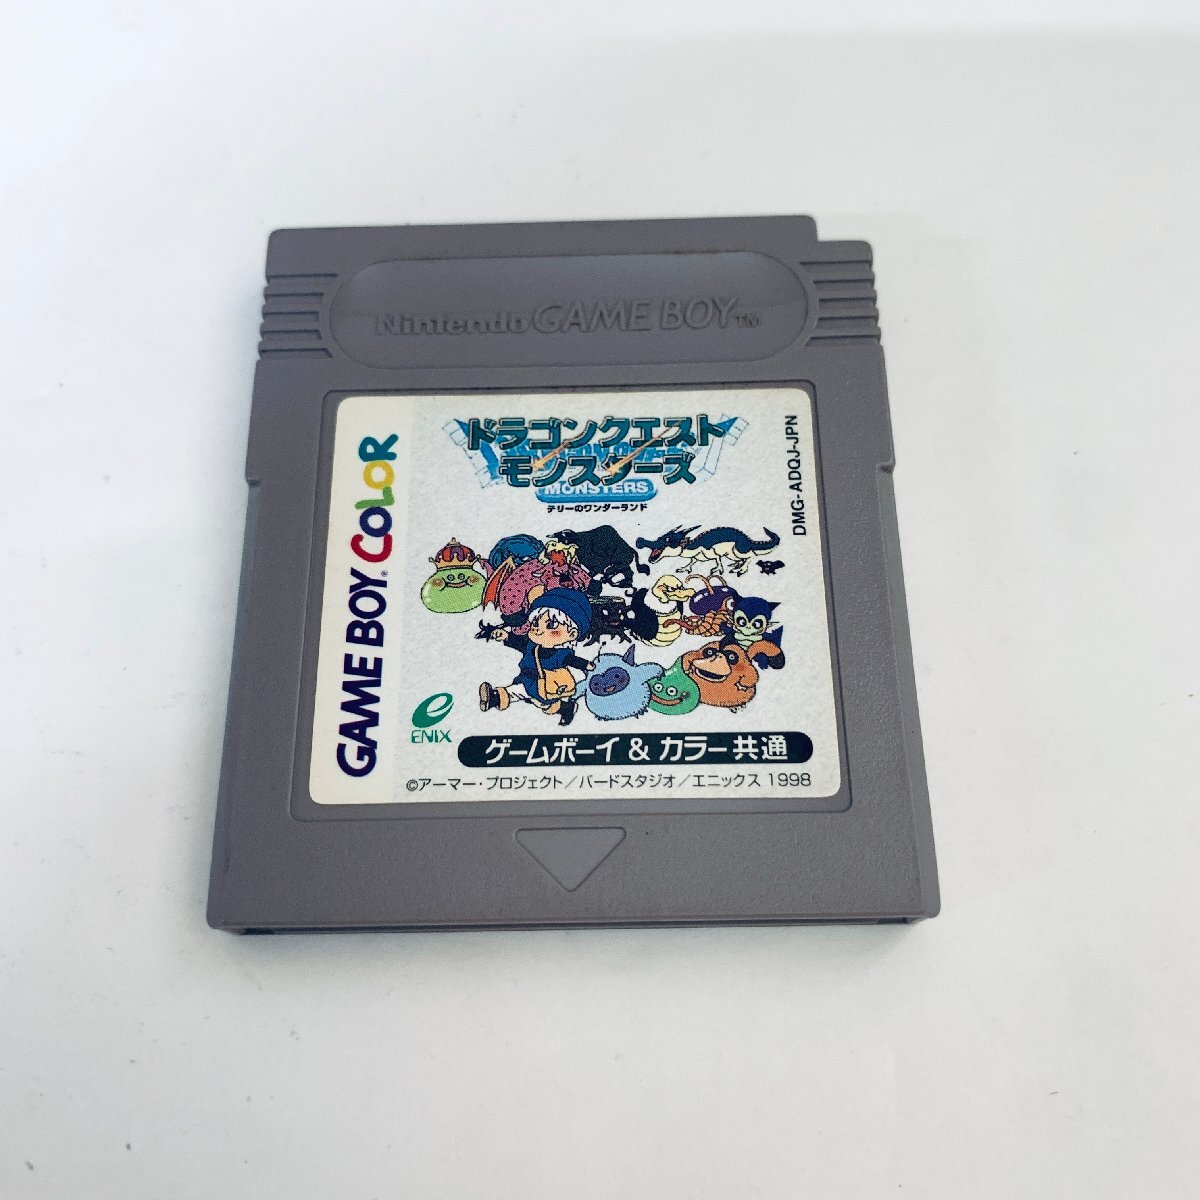 Nintendo GAME BOY™
GAME BOY COLOR
ドラゴンクエスト
モンスターズ
MONSTERS
テリーのワンダーランド
DMG-ADQJ-JPN
e
ENIX
ゲームボーイ & カラー共通
©アーマー・プロジェクト/バードスタジオ/エニックス 1998